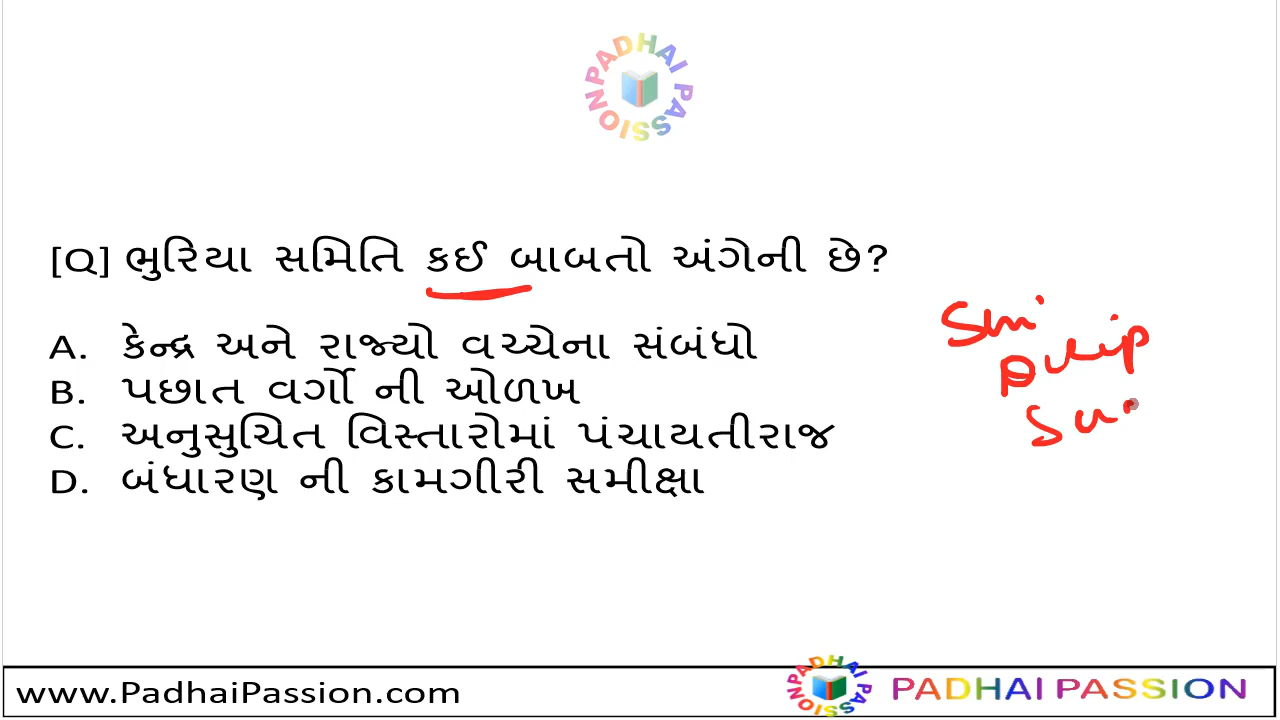 PADHAI PASSION
[Q] ભુરિયા સમિતિ કઈ બાબતો અંગેની છે?
A. કેન્દ્ર અને રાજ્યો વચ્ચેના સંબંધો
B. પછાત વર્ગો ની ઓળખ
C. અનુસુચિત વિસ્તારોમાં પંચાયતીરાજ
D. બંધારણ ની કામગીરી સમીક્ષા
www.PadhaiPassion.com
PADHAI PASSION
PADHAI PASSION